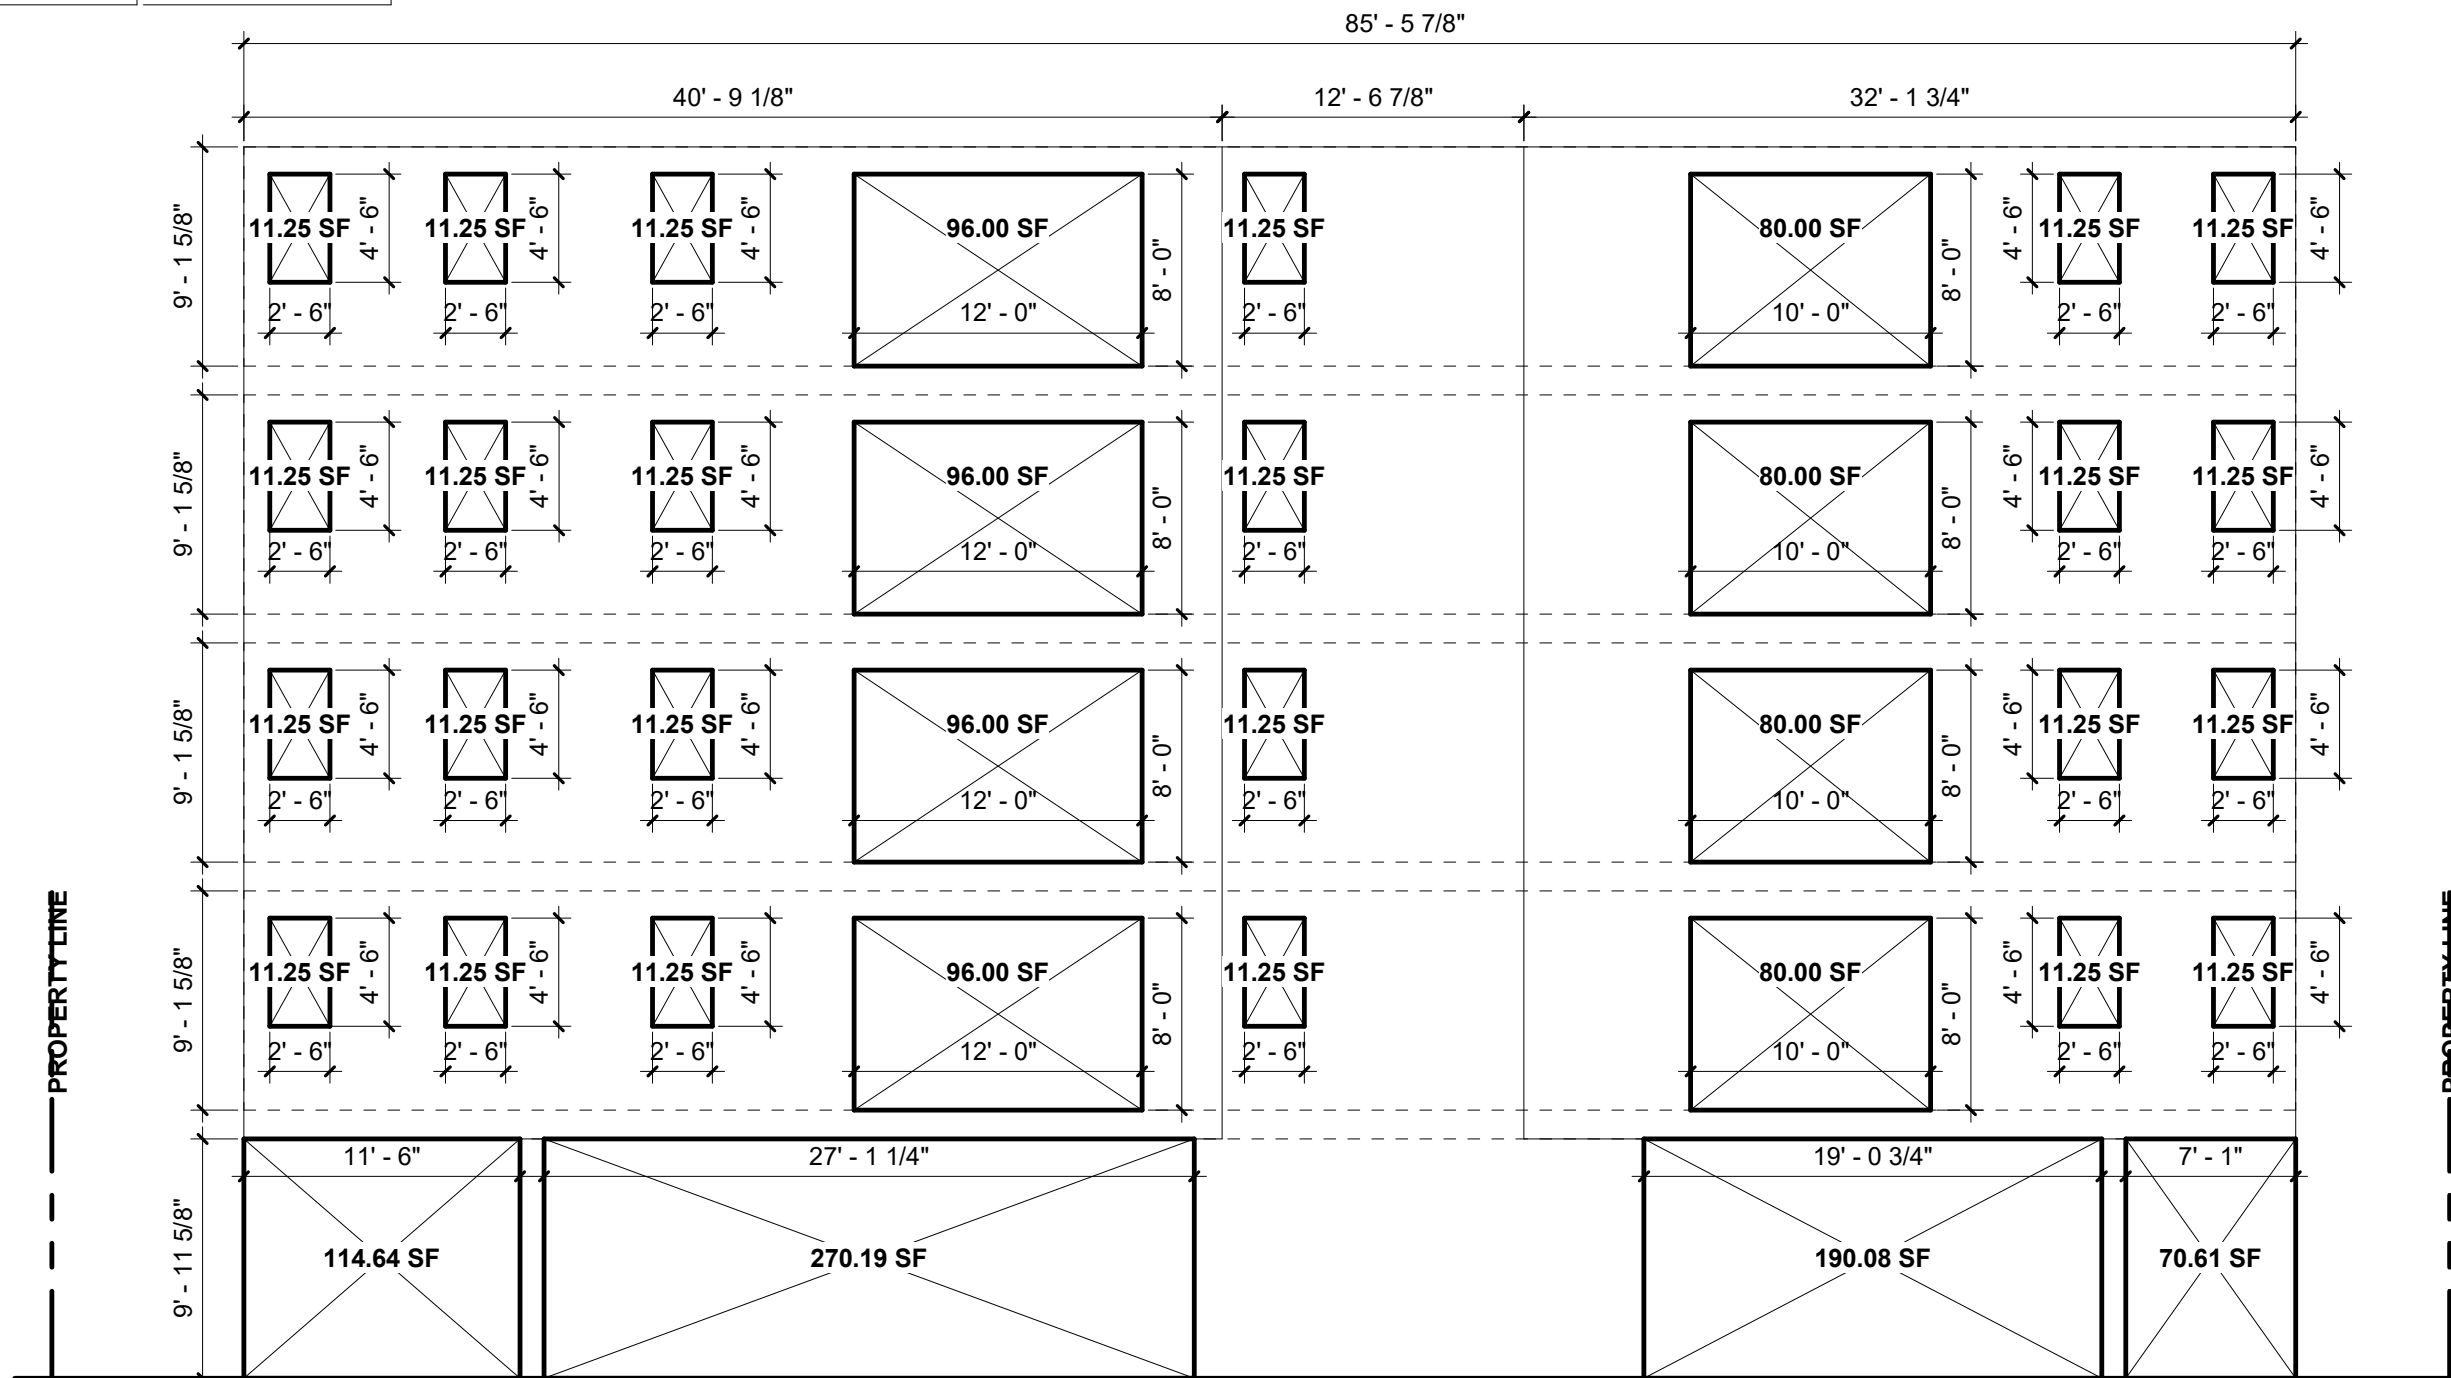 85' - 5 7/8"
40' - 9 1/8" 12' - 6 7/8" 32' - 1 3/4"
9' - 1 5/8" 11.25 SF 4' - 6" 11.25 SF 4' - 6" 11.25 SF 4' - 6" 96.00 SF 8' - 0" 11.25 SF 80.00 SF 8' - 0" 4' - 6" 11.25 SF 11.25 SF 4' - 6"
2' - 6" 2' - 6" 2' - 6" 12' - 0" 2' - 6" 10' - 0" 2' - 6" 2' - 6"
9' - 1 5/8" 11.25 SF 4' - 6" 11.25 SF 4' - 6" 11.25 SF 4' - 6" 96.00 SF 8' - 0" 11.25 SF 80.00 SF 8' - 0" 4' - 6" 11.25 SF 11.25 SF 4' - 6"
2' - 6" 2' - 6" 2' - 6" 12' - 0" 2' - 6" 10' - 0" 2' - 6" 2' - 6"
9' - 1 5/8" 11.25 SF 4' - 6" 11.25 SF 4' - 6" 11.25 SF 4' - 6" 96.00 SF 8' - 0" 11.25 SF 80.00 SF 8' - 0" 4' - 6" 11.25 SF 11.25 SF 4' - 6"
2' - 6" 2' - 6" 2' - 6" 12' - 0" 2' - 6" 10' - 0" 2' - 6" 2' - 6"
PROPERTY LINE 9' - 1 5/8" 11.25 SF 4' - 6" 11.25 SF 4' - 6" 11.25 SF 4' - 6" 96.00 SF 8' - 0" 11.25 SF 80.00 SF 8' - 0" 4' - 6" 11.25 SF 11.25 SF 4' - 6" PROPERTY LINE
2' - 6" 2' - 6" 2' - 6" 12' - 0" 2' - 6" 10' - 0" 2' - 6" 2' - 6"
11' - 6" 27' - 1 1/4" 19' - 0 3/4" 7' - 1"
9' - 11 5/8" 114.64 SF 270.19 SF 190.08 SF 70.61 SF